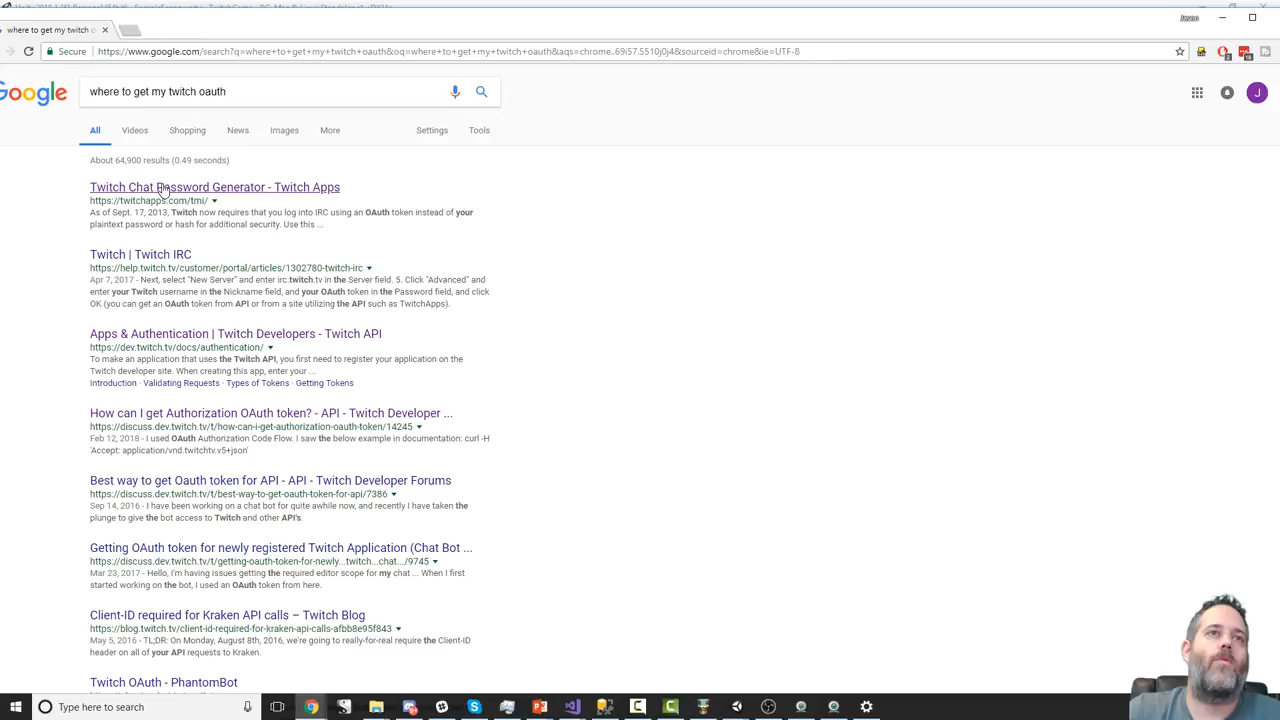 Jason
where to get my twitch o
Secure
https://www.google.com/search?q=where+to+get+my+twitch+oauth&oq=where+to+get+my+twitch+oauth&aqs=chrome..69i57.5510j0j4&sourceid=chrome&ie=UTF-8
oogle
where to get my twitch oauth
J
All Videos Shopping News Images More Settings Tools
About 64,900 results (0.49 seconds)
Twitch Chat Password Generator - Twitch Apps
https://twitchapps.com/tmi/
As of Sept. 17, 2013, Twitch now requires that you log into IRC using an OAuth token instead of your
plaintext password or hash for additional security. Use this ...
Twitch | Twitch IRC
https://help.twitch.tv/customer/portal/articles/1302780-twitch-irc
Apr 7, 2017 - Next, select "New Server" and enter irc.twitch.tv in the Server field. 5. Click "Advanced" and
enter your Twitch username in the Nickname field, and your OAuth token in the Password field, and click
OK (you can get an OAuth token from API or from a site utilizing the API such as TwitchApps).
Apps & Authentication | Twitch Developers - Twitch API
https://dev.twitch.tv/docs/authentication/
To make an application that uses the Twitch API, you first need to register your application on the
Twitch developer site. When creating this app, enter your ...
Introduction · Validating Requests · Types of Tokens · Getting Tokens
How can I get Authorization OAuth token? - API - Twitch Developer ...
https://discuss.dev.twitch.tv/t/how-can-i-get-authorization-oauth-token/14245
Feb 12, 2018 - I used OAuth Authorization Code Flow. I saw the below example in documentation: curl -H
'Accept: application/vnd.twitchtv.v5+json'
Best way to get Oauth token for API - API - Twitch Developer Forums
https://discuss.dev.twitch.tv/t/best-way-to-get-oauth-token-for-api/7386
Sep 14, 2016 - I have been working on a chat bot for quite awhile now, and recently I have taken the
plunge to give the bot access to Twitch and other API's.
Getting OAuth token for newly registered Twitch Application (Chat Bot ...
https://discuss.dev.twitch.tv/t/getting-oauth-token-for-newly...twitch...chat.../9745
Mar 23, 2017 - Hello, I'm having issues getting the required editor scope for my chat ... When I first
started working on the bot, I used an OAuth token from here.
Client-ID required for Kraken API calls – Twitch Blog
https://blog.twitch.tv/client-id-required-for-kraken-api-calls-afbb8e95f843
May 5, 2016 - TL;DR: On Monday, August 8th, 2016, we're going to really-for-real require the Client-ID
header on all of your API requests to Kraken.
Twitch OAuth - PhantomBot
Type here to search